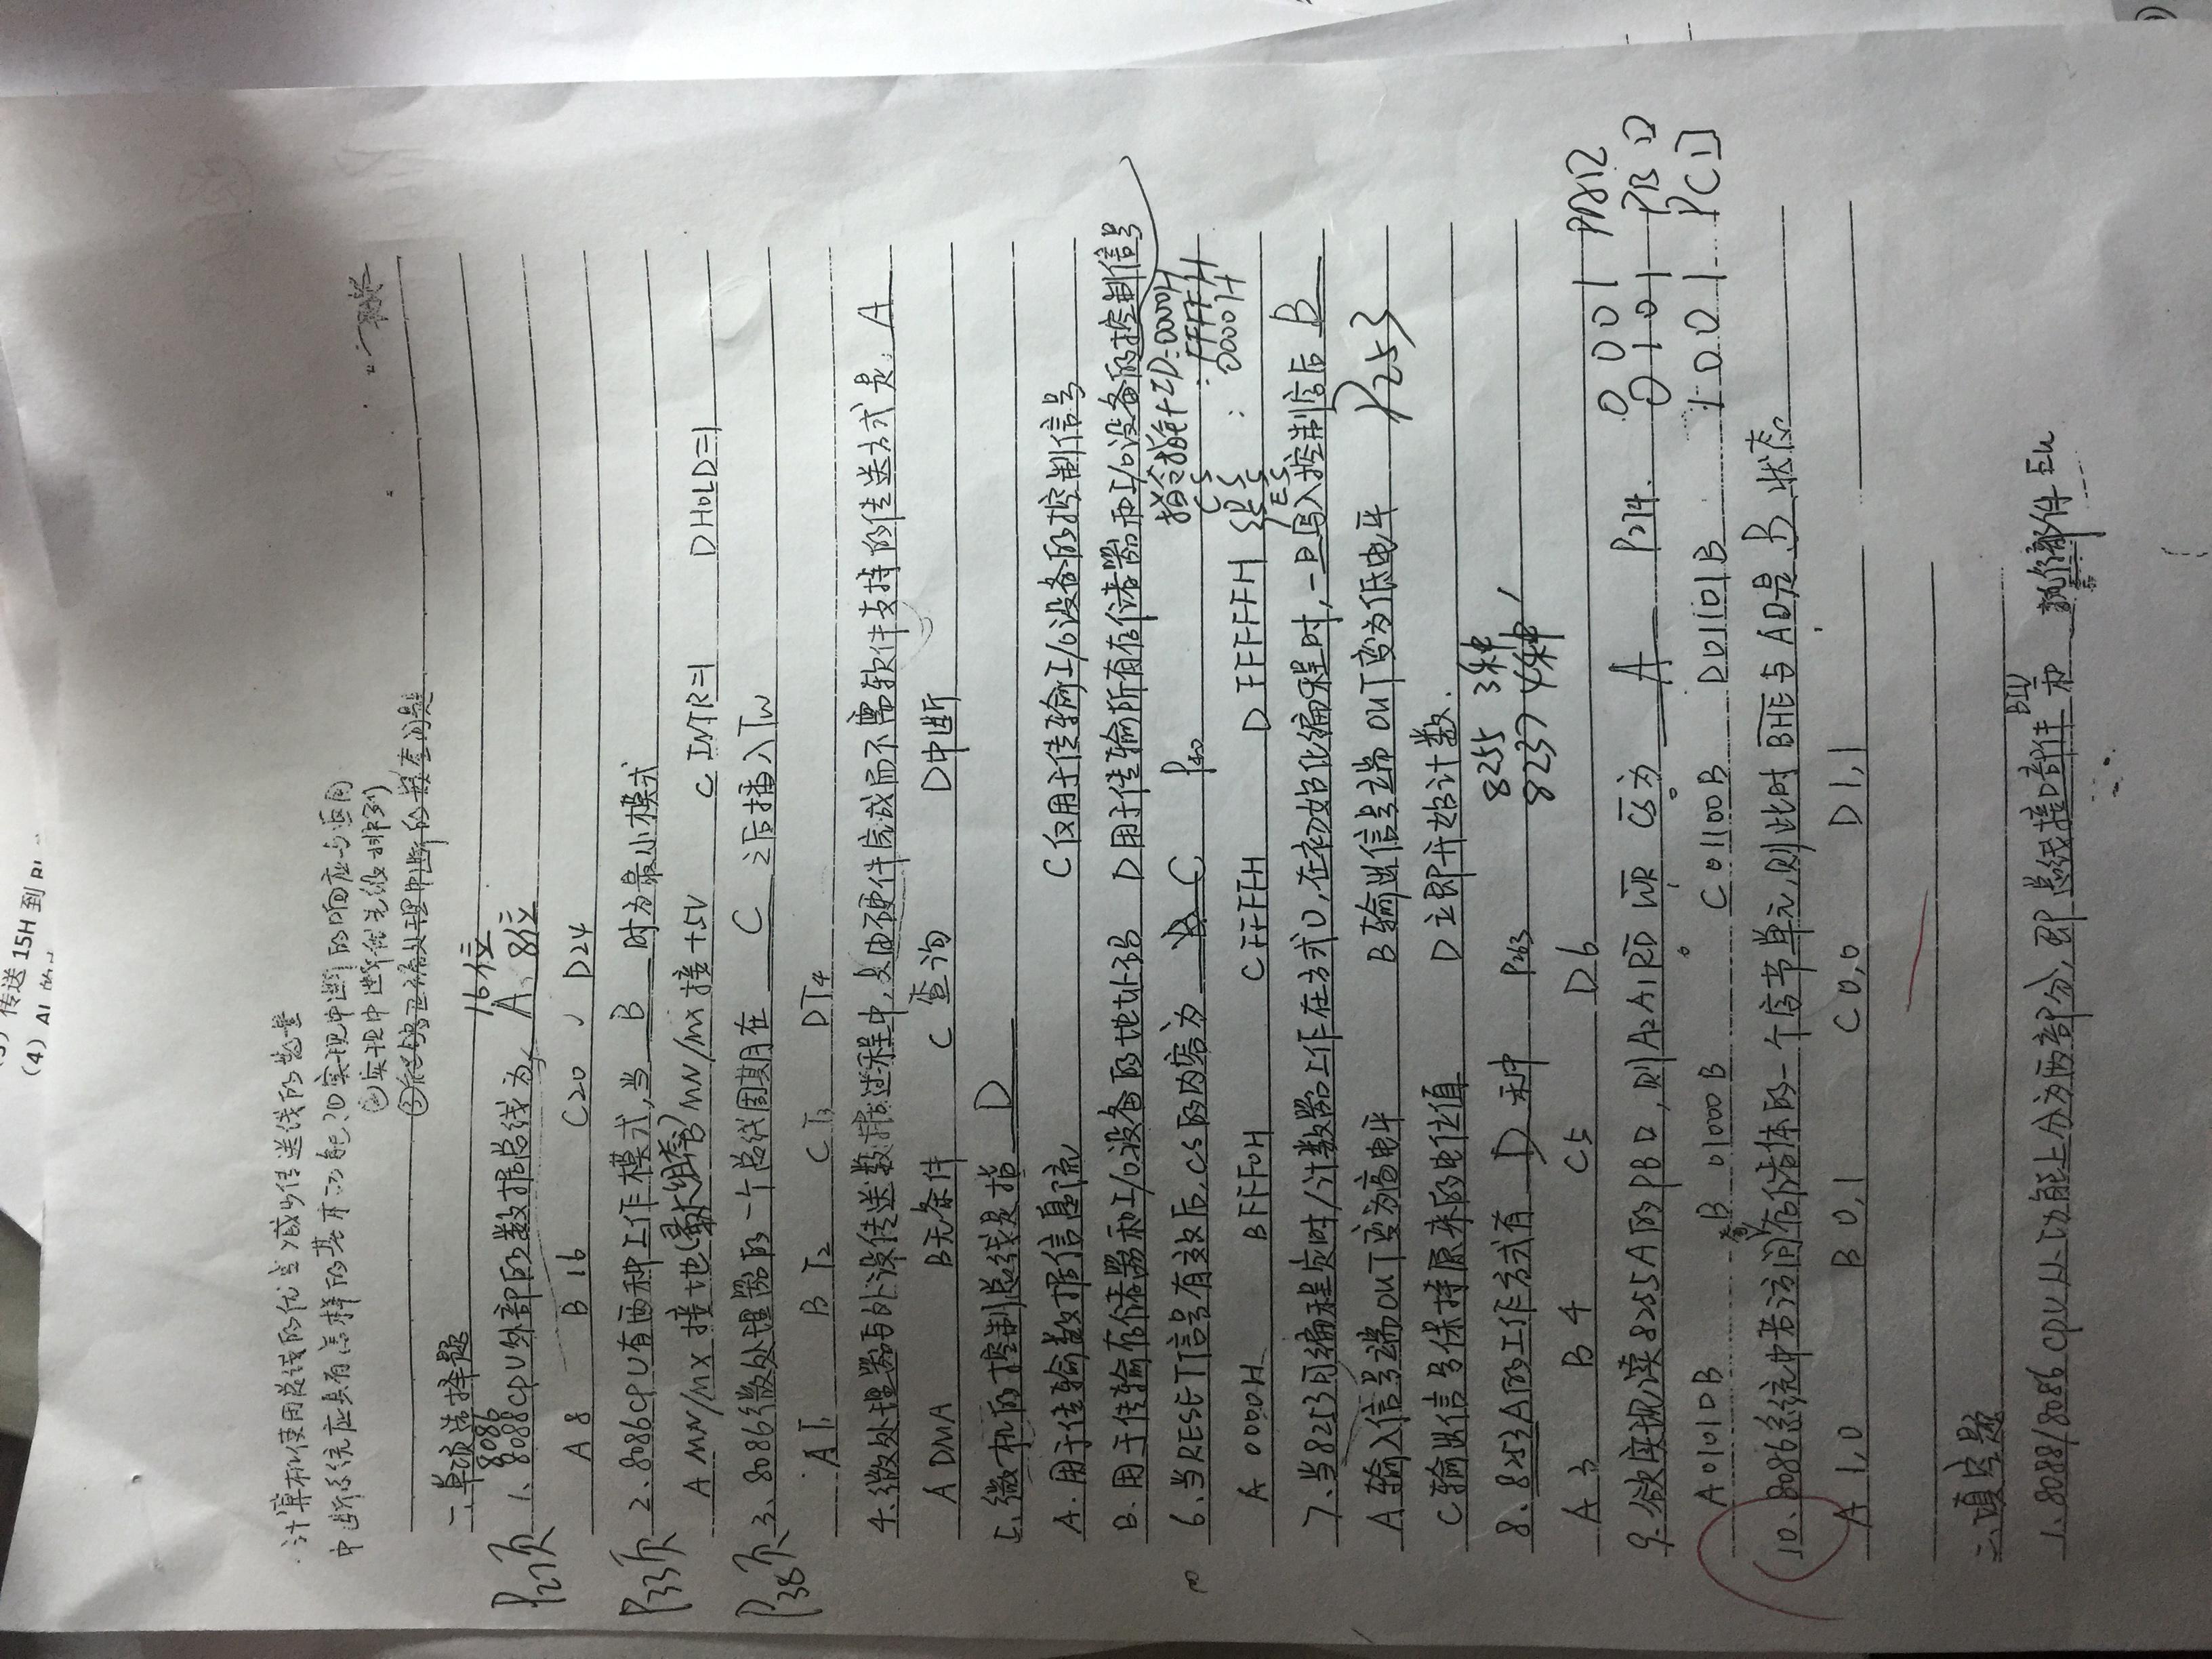 (3) 传送 15H 到 BL
(4) AL 的
计算机使用总线的优点 减少传送线的数量
中断系统应具有怎样的基本功能? ①实现中断的响应与返回
②实现中断优先级排列
③能够正确处理中断的嵌套问题
一、单项选择题
8086 16位
P27页 1、8088CPU外部的数据总线为 A、8位
A 8 B 16 C 20 D 24
P33页 2、8086CPU有两种工作模式,当 B 时为最小模式
A MN/MX 接地(最大组态) B MN/MX 接+5V C INTR=1 D HOLD=1
P38页 3、8086微处理器的一个总线周期在 C 之后插入Tw
A T1 B T2 C T3 D T4
4、微处理器与外设传送数据过程中,是由硬件完成而不需软件支持的传送方式是 A
A DMA B无条件 C 查询 D中断
5、微机的控制总线是指 D
A. 用于传输数据信息流 C 仅用于传输I/O设备的控制信号
B. 用于传输存储器和I/O设备的地址码 D 用于传输所有存储器和I/O设备的控制信号
6、当RESET信号有效后,CS的内容为 C P40
指令指针 IP:0000H
CS : FFFFH
DS : 0000H
SS
ES
A 0000H B FFF0H C FFFFH D FFFFFH
7、当8253可编程定时/计数器工作在方式0,在初始化编程时,一旦写入控制字后 B
A 输入信号端OUT变为高电平 B 输出信号端OUT变为低电平 P253
C 输出信号保持原来的电位值 D 立即开始计数.
8255 3种
8、8253A的工作方式有 D 种 P263 8237 4种
A 3 B 4 C 5 D 6
0 0 0 1 PA口
9、欲实现读8255A的PB口,则A2A1 RD WR CS为 A P274. 0 1 0 1 PB口
A 01010B B 01000B C 01100B D 01101B 1 0 0 1 PC口
奇
10、8086系统中若访问存储体的一个字节单元,则此时 BHE与A0是 B 状态
A 1,0 B 0,1 C 0,0 D 1,1
二、填空题
1、8088/8086 CPU从功能上分为两部分,即 总线接口部件BIU 和 执行部件 EU